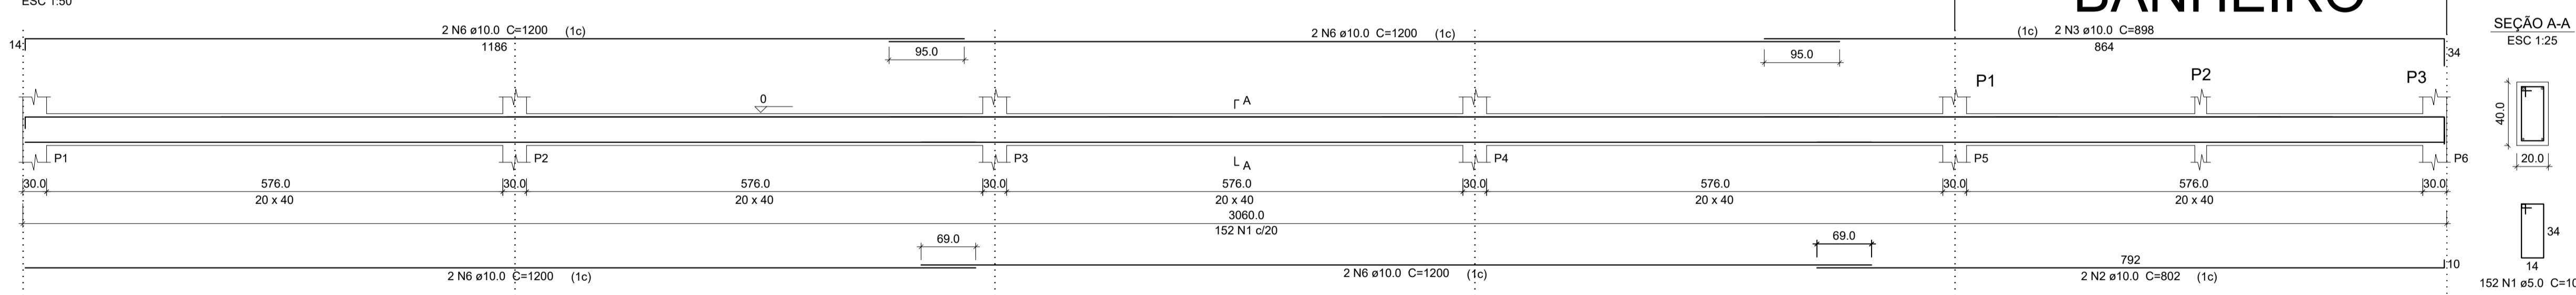 2 N6 ø10.0 C=1200 (1c)
1186
14
95.0
2 N6 ø10.0 C=1200 (1c)
95.0
(1c) 2 N3 ø10.0 C=898
864
34
SEÇÃO A-A
ESC 1:25
P1
P2
P3
0
A
A
P1
P2
P3
P4
P5
P6
40.0
20.0
30.0 576.0 30.0 576.0 30.0 576.0 30.0 576.0 30.0 576.0 30.0
20 x 40 20 x 40 20 x 40 20 x 40 20 x 40
3060.0
152 N1 c/20
69.0
69.0
34
14
2 N6 ø10.0 C=1200 (1c)
2 N6 ø10.0 C=1200 (1c)
792
10
2 N2 ø10.0 C=802 (1c)
152 N1 ø5.0